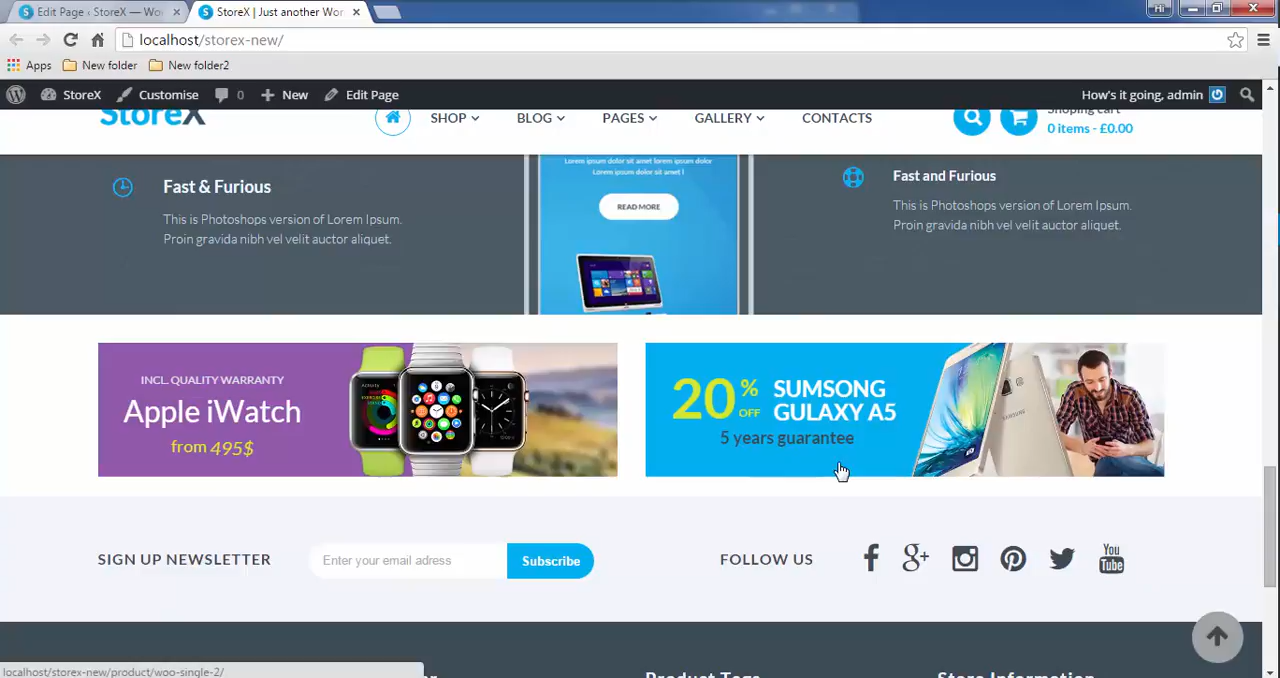 Edit Page ‹ StoreX — Wo
StoreX | Just another Wor
Hi
localhost/storex-new/
Apps
New folder
New folder2
StoreX
Customise
0
New
Edit Page
How's it going, admin
StoreX
SHOP
BLOG
PAGES
GALLERY
CONTACTS
Shoping cart
0 items - £0.00
Fast & Furious
This is Photoshops version of Lorem Ipsum.
Proin gravida nibh vel velit auctor aliquet.
Lorem ipsum dolor sit amet lorem ipsum dolor
Lorem ipsum dolor sit amet l
READ MORE
Fast and Furious
This is Photoshops version of Lorem Ipsum.
Proin gravida nibh vel velit auctor aliquet.
INCL. QUALITY WARRANTY
Apple iWatch
from 495$
20% OFF
SUMSONG
GULAXY A5
5 years guarantee
SAMSUNG
SIGN UP NEWSLETTER
Enter your email adress
Subscribe
FOLLOW US
You
Tube
Product Tags
Store Information
localhost/storex-new/product/woo-single-2/